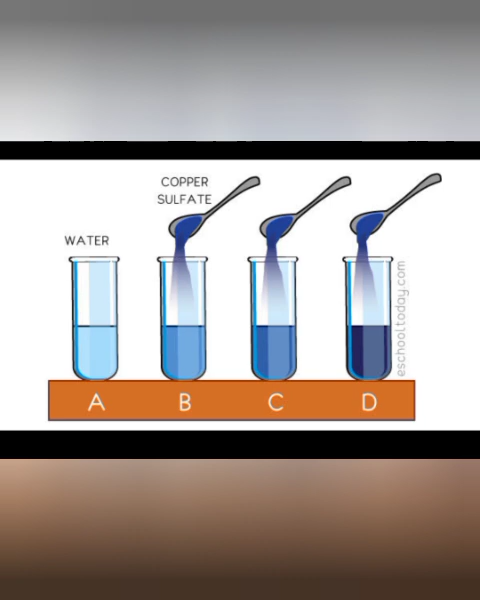 COPPER
SULFATE
WATER
eschooltoday.com
A
B
C
D